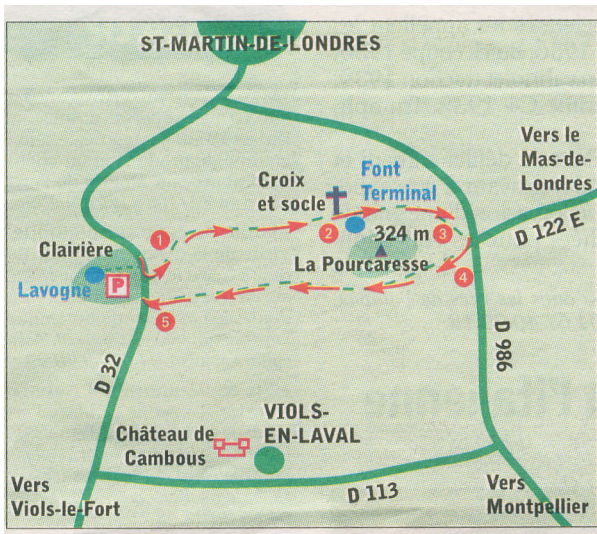 ST-MARTIN-DE-LONDRES
Vers le
Mas-de-
Londres
Croix
et socle
Font
Terminal
D 122 E
1
2
324 m
3
La Pourcaresse
4
Clairière
Lavogne
P
5
D 32
D 986
VIOLS-
EN-LAVAL
Château de
Cambous
D 113
Vers
Viols-le-Fort
Vers
Montpellier